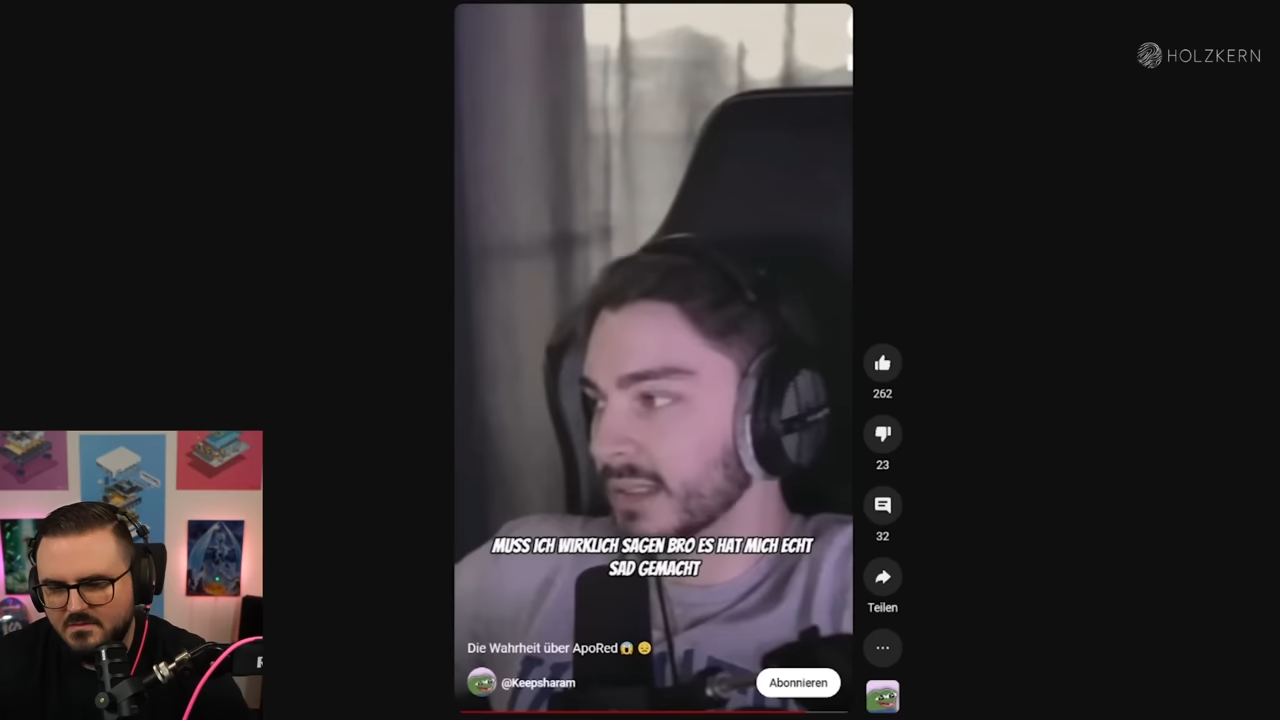 HOLZKERN
262
23
32
Teilen
MUSS ICH WIRKLICH SAGEN BRO ES HAT MICH ECHT
SAD GEMACHT
Die Wahrheit über ApoRed😱😔
@Keepsharam
Abonnieren